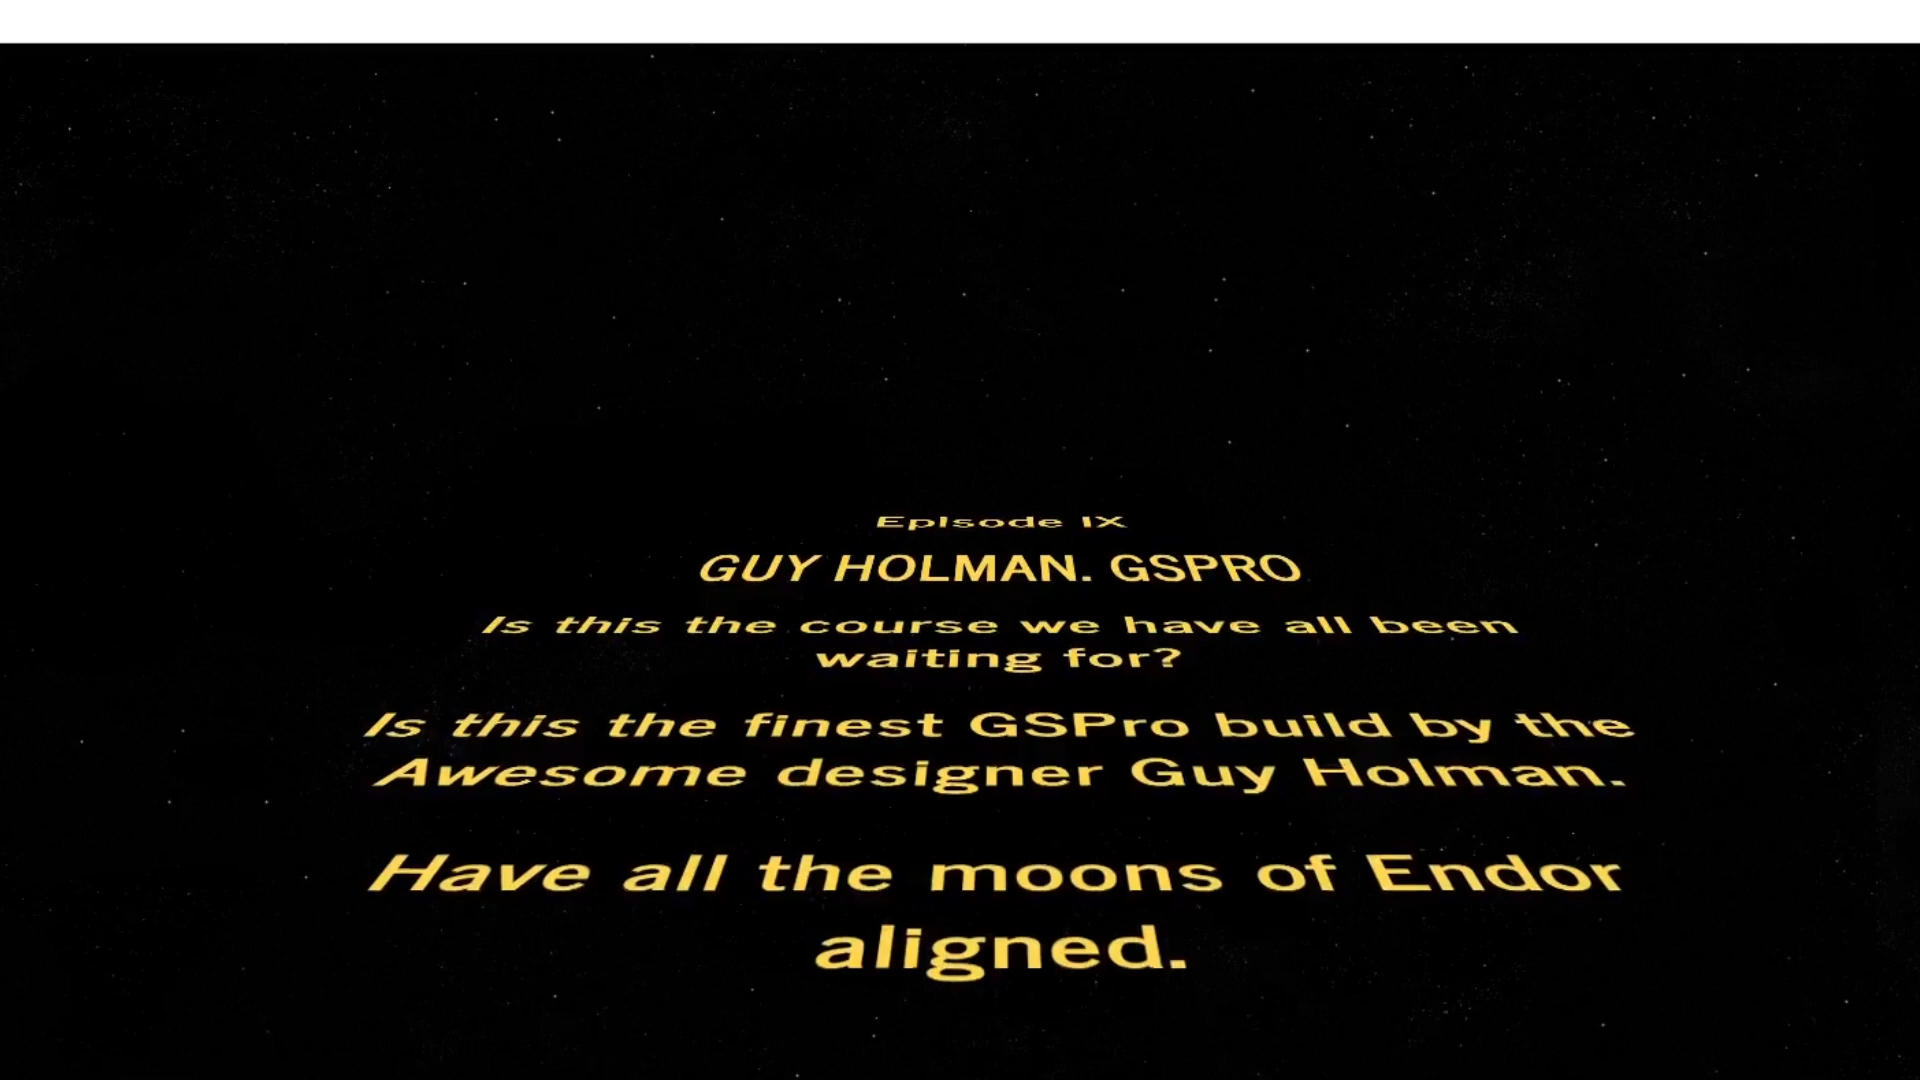 Episode IX
GUY HOLMAN. GSPRO
Is this the course we have all been
waiting for?
Is this the finest GSPro build by the
Awesome designer Guy Holman.
Have all the moons of Endor
aligned.